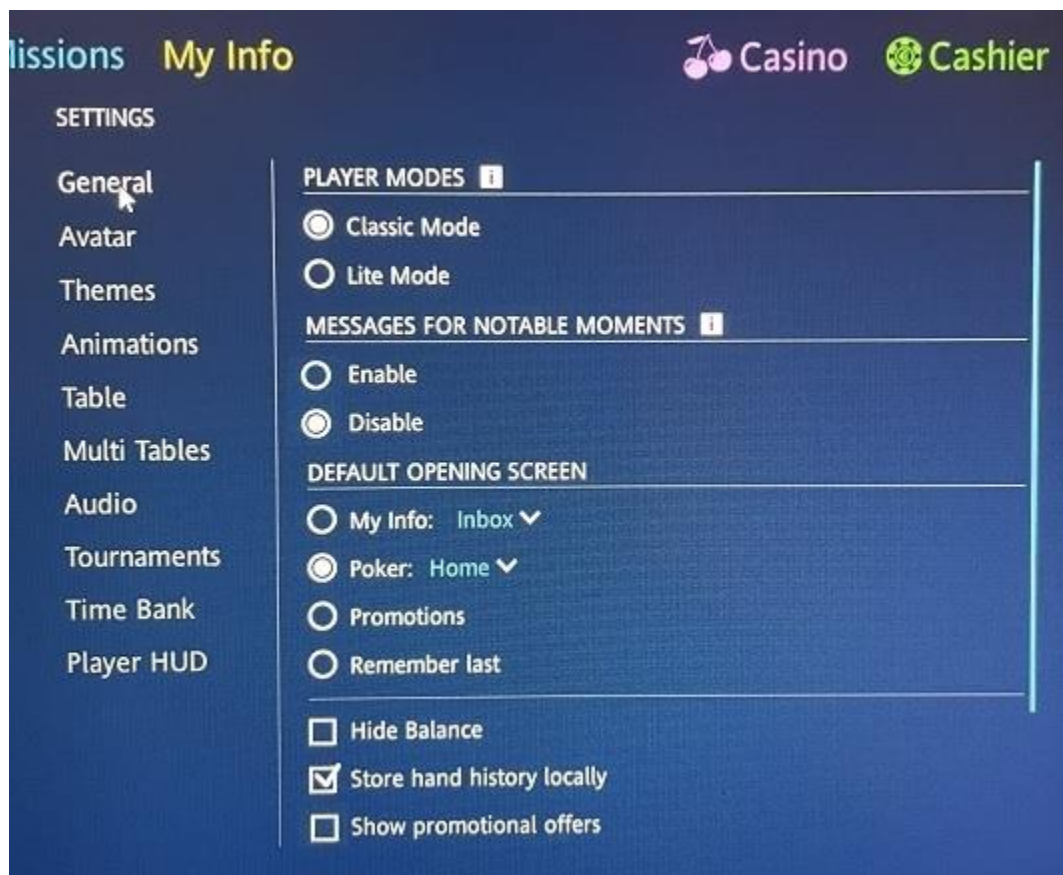 My Info
Casino
Cashier
SETTINGS
General
Avatar
Themes
Animations
Table
Multi Tables
Audio
Tournaments
Time Bank
Player HUD
PLAYER MODES i
Classic Mode
Lite Mode
MESSAGES FOR NOTABLE MOMENTS i
Enable
Disable
DEFAULT OPENING SCREEN
My Info: Inbox
Poker: Home
Promotions
Remember last
Hide Balance
Store hand history locally
Show promotional offers